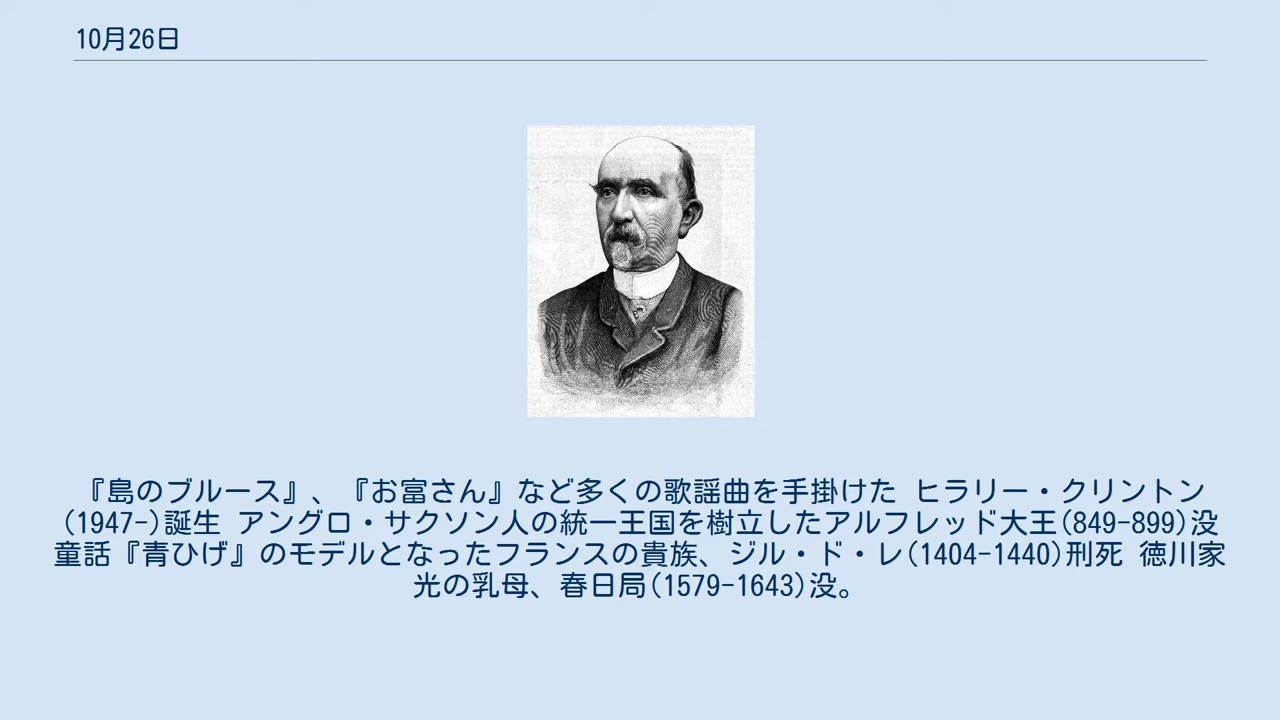 10月26日
『島のブルース』、『お富さん』など多くの歌謡曲を手掛けた ヒラリー・クリントン
(1947-)誕生 アングロ・サクソン人の統一王国を樹立したアルフレッド大王(849-899)没
童話『青ひげ』のモデルとなったフランスの貴族、ジル・ド・レ(1404-1440)刑死 徳川家
光の乳母、春日局(1579-1643)没。